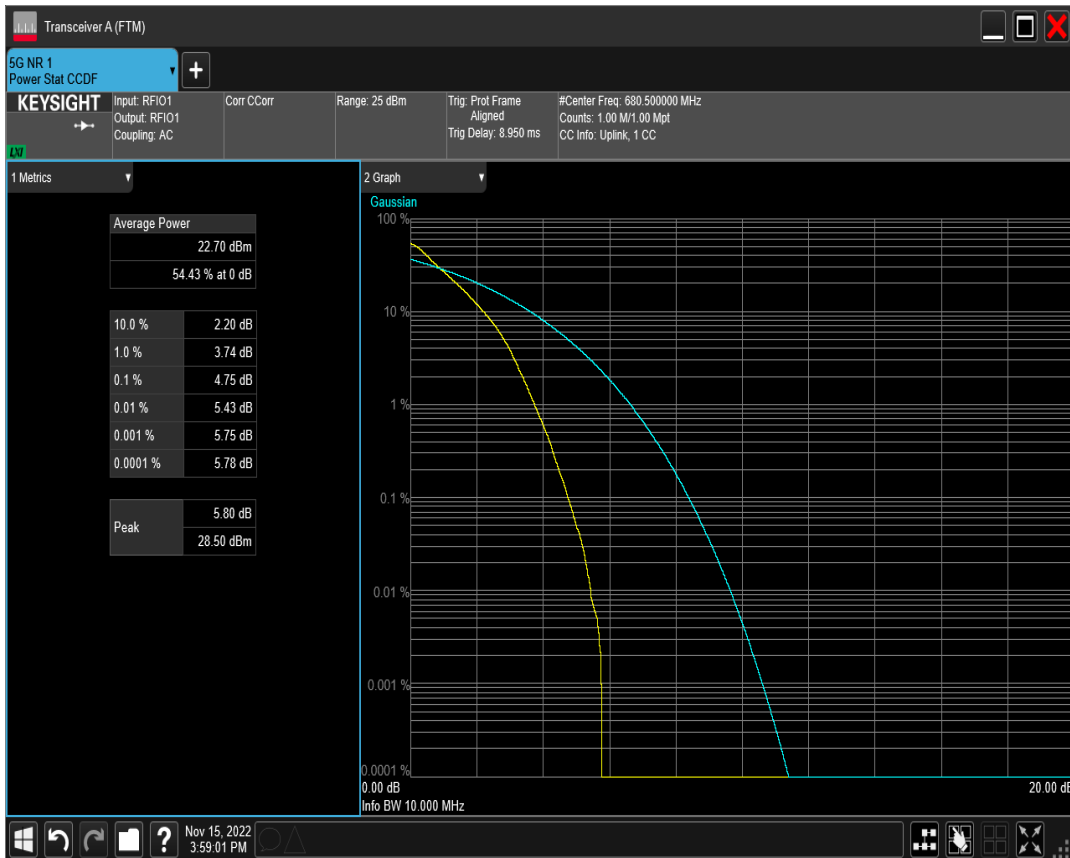 Transceiver A (FTM)
5G NR 1
Power Stat CCDF
+
KEYSIGHT
LXI
Input: RFIO1
Output: RFIO1
Coupling: AC
Corr CCorr
Range: 25 dBm
Trig: Prot Frame
Aligned
Trig Delay: 8.950 ms
#Center Freq: 680.500000 MHz
Counts: 1.00 M/1.00 Mpt
CC Info: Uplink, 1 CC
1 Metrics
Average Power
22.70 dBm
54.43 % at 0 dB
10.0 % 2.20 dB
1.0 % 3.74 dB
0.1 % 4.75 dB
0.01 % 5.43 dB
0.001 % 5.75 dB
0.0001 % 5.78 dB
Peak
5.80 dB
28.50 dBm
2 Graph
Gaussian
100 %
10 %
1 %
0.1 %
0.01 %
0.001 %
0.0001 %
0.00 dB 20.00 dB
Info BW 10.000 MHz
?
Nov 15, 2022
3:59:01 PM